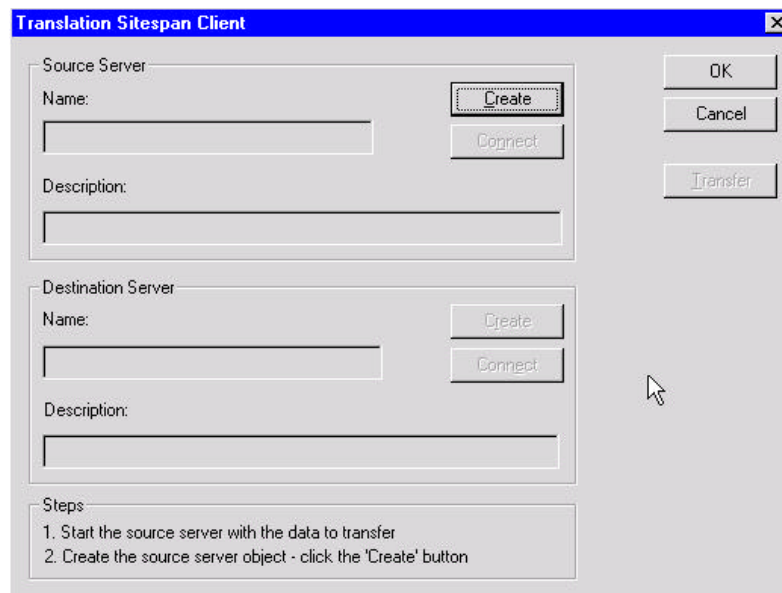 Translation Sitespan Client
Source Server
Name:
Create
Connect
Description:
OK
Cancel
Transfer
Destination Server
Name:
Create
Connect
Description:
Steps
1. Start the source server with the data to transfer
2. Create the source server object - click the 'Create' button